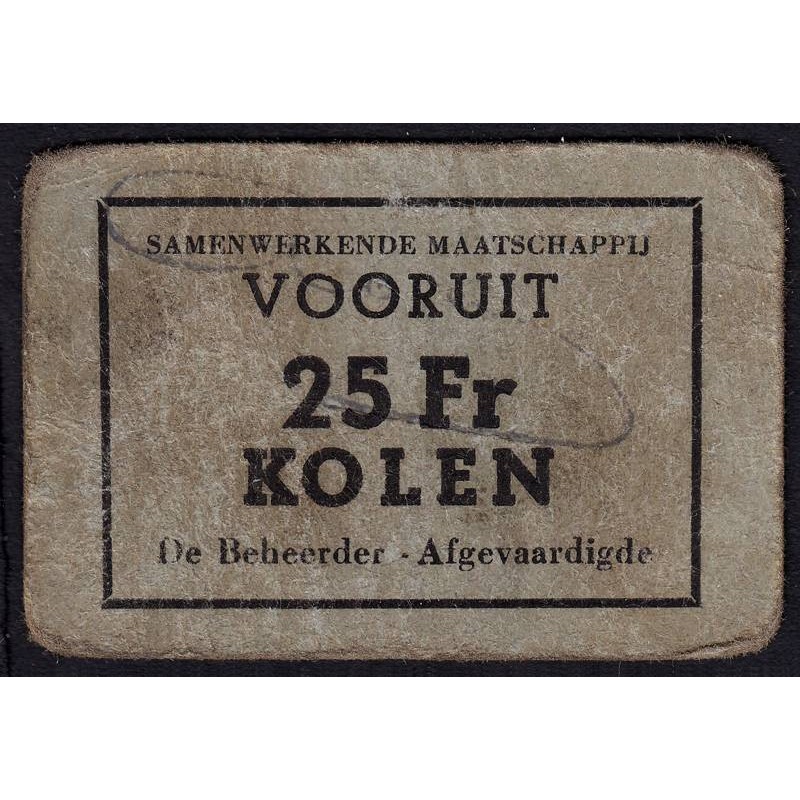 SAMENWERKENDE MAATSCHAPPIJ
VOORUIT
25 Fr
KOLEN
De Beheerder - Afgevaardigde